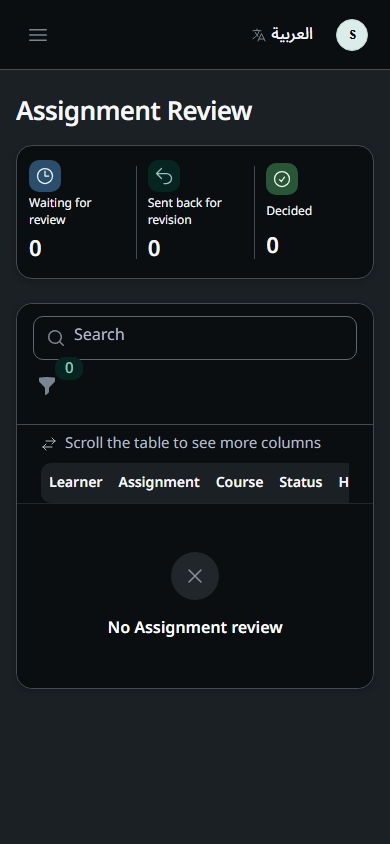 العربية
S
Assignment Review
Waiting for
review
0
Sent back for
revision
0
Decided
0
Search
0
Scroll the table to see more columns
Learner Assignment Course Status H
No Assignment review